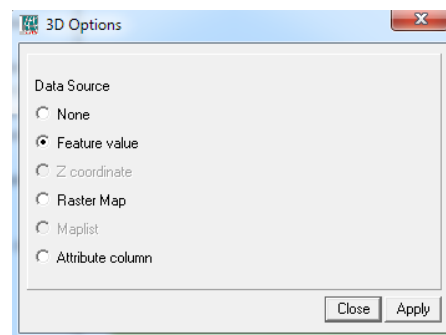 3D Options
Data Source
None
Feature value
Z coordinate
Raster Map
Maplist
Attribute column
Close
Apply